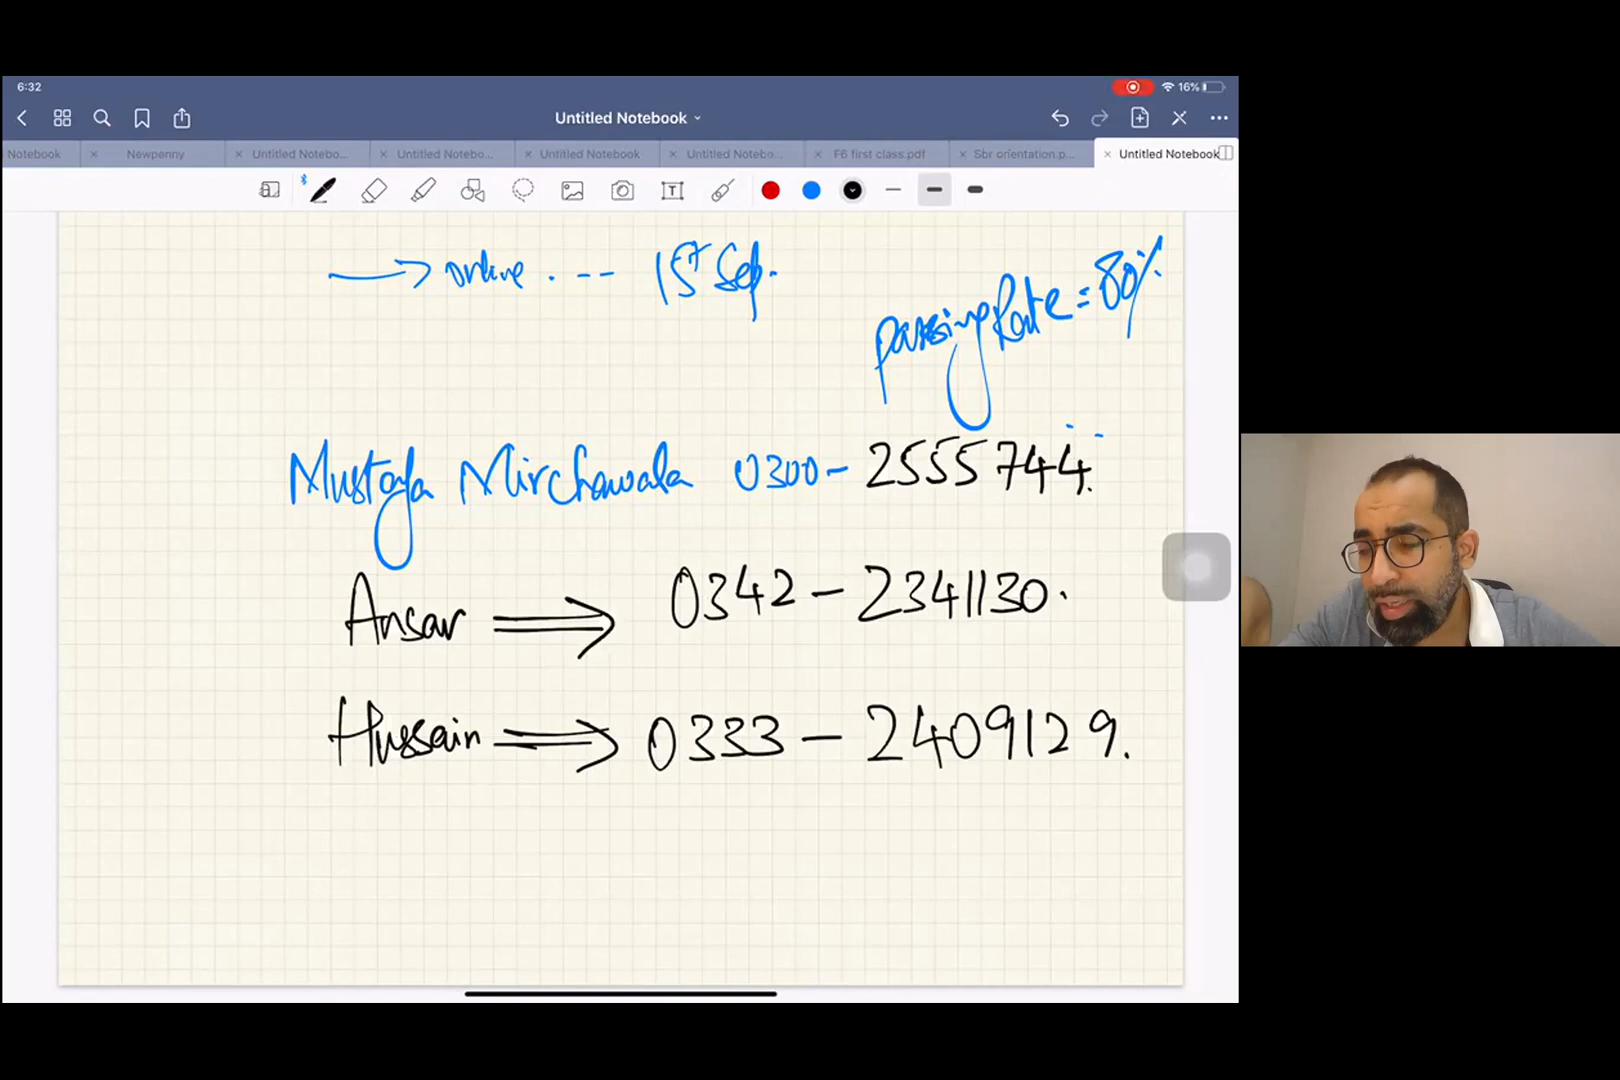 6:32
16%
Untitled Notebook
Notebook
Newpenny
Untitled Notebo...
Untitled Notebo...
Untitled Notebook
Untitled Notebo...
F6 first class.pdf
Sbr orientation.p...
Untitled Notebook
T
→ online . -- 1st Sep.
passing Rate = 80%
Mustafa Mirchawala 0300 - 2555744.
Ansar ⟹ 0342 - 2341130.
Hussain ⟹ 0333 - 2409129.